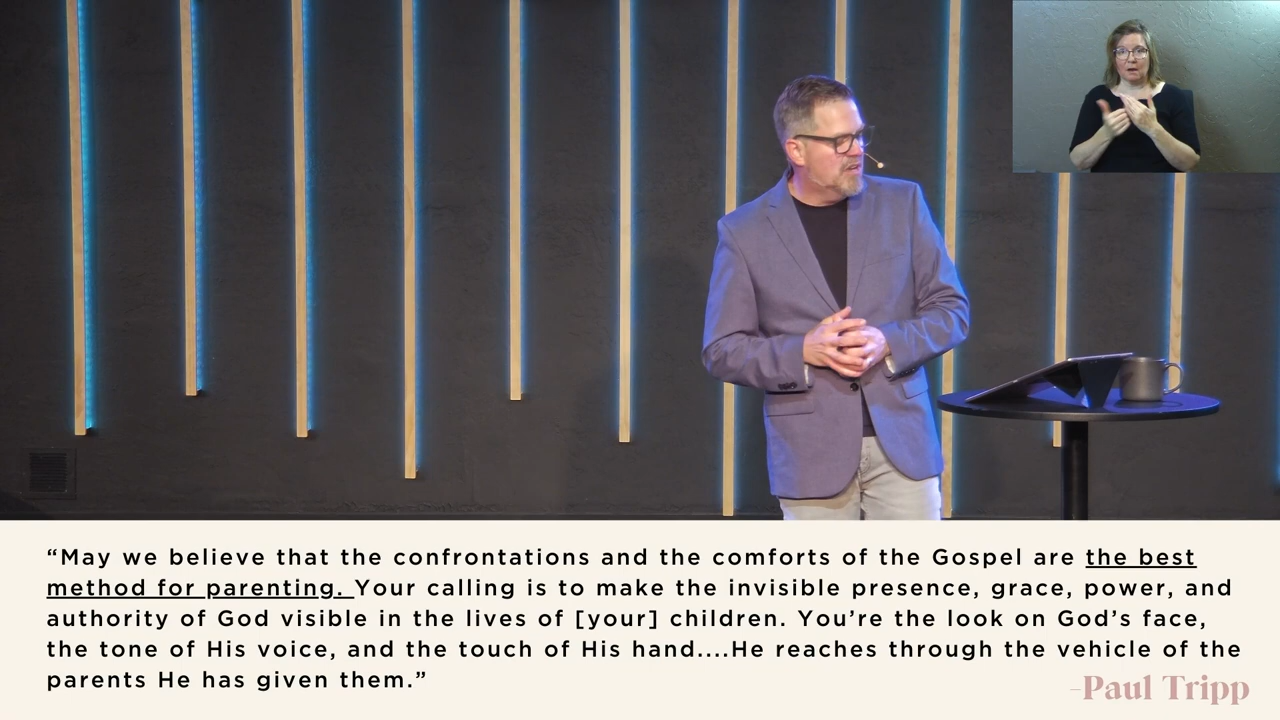 “May we believe that the confrontations and the comforts of the Gospel are the best
method for parenting. Your calling is to make the invisible presence, grace, power, and
authority of God visible in the lives of [your] children. You’re the look on God’s face,
the tone of His voice, and the touch of His hand....He reaches through the vehicle of the
parents He has given them.”
-Paul Tripp